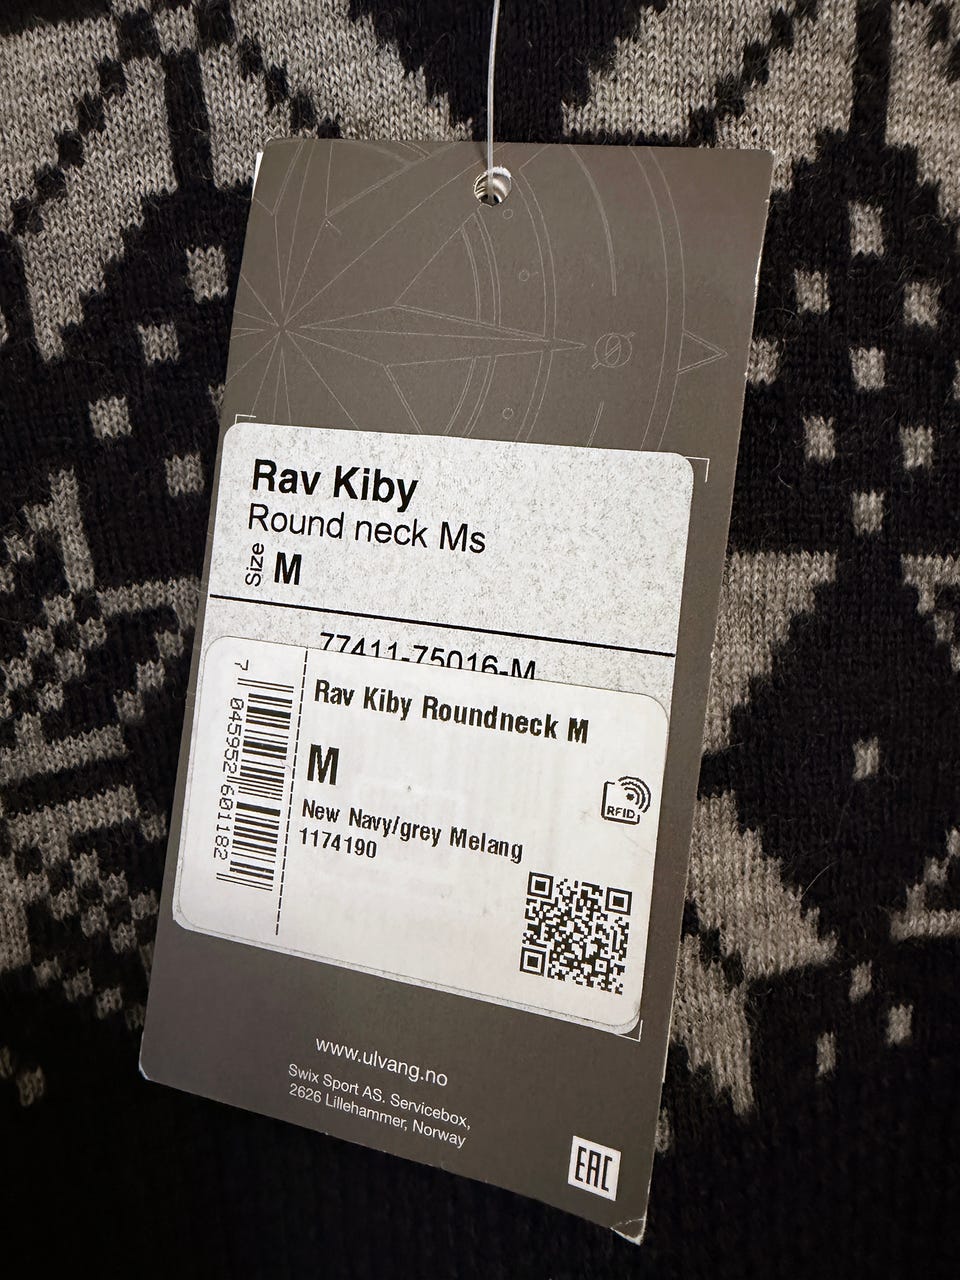 Rav Kiby
Round neck Ms
Size M
77411-75016-M
Rav Kiby Roundneck M
M
New Navy/grey Melang
1174190
RFID
7 045952 601182
www.ulvang.no
Swix Sport AS. Servicebox,
2626 Lillehammer, Norway
EAC